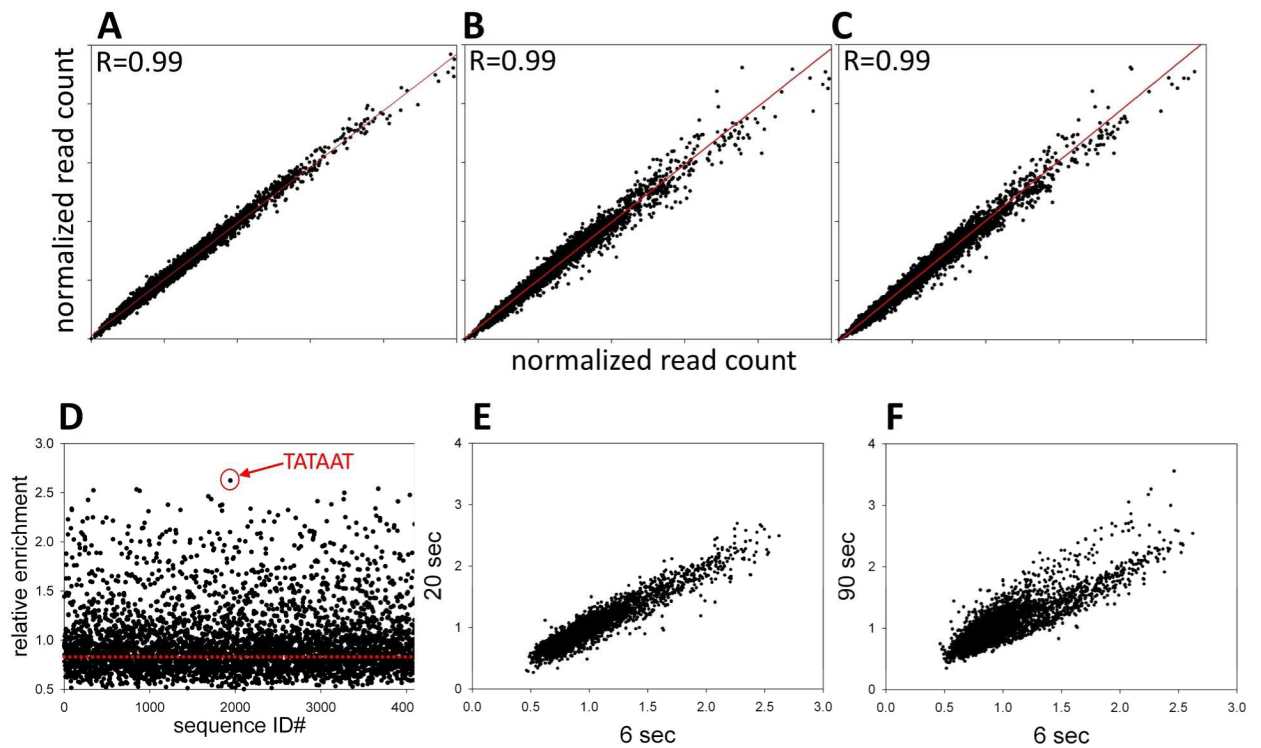 A B C
R=0.99 R=0.99 R=0.99
normalized read count
normalized read count
D E F
3.0
2.5
2.0
1.5
1.0
0.5
relative enrichment
TATAAT
0 1000 2000 3000 400
sequence ID#
4
3
2
1
0
20 sec
0.0 0.5 1.0 1.5 2.0 2.5 3.0
6 sec
4
3
2
1
0
90 sec
0.0 0.5 1.0 1.5 2.0 2.5 3.0
6 sec